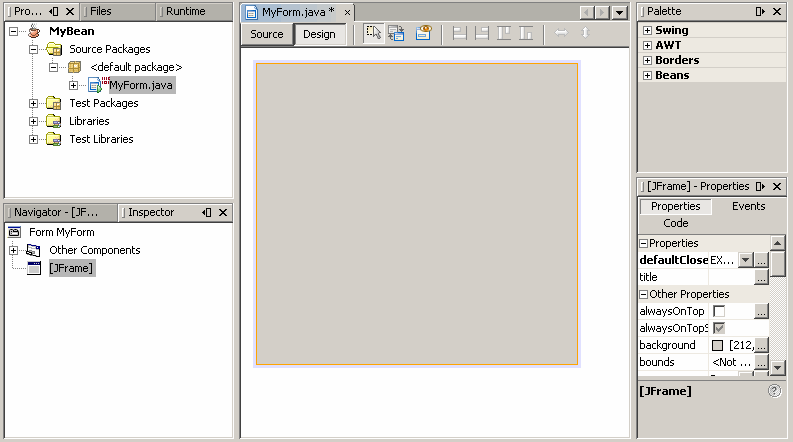 Pro...
Files
Runtime
MyBean
Source Packages
<default package>
MyForm.java
Test Packages
Libraries
Test Libraries
Navigator - [JF...
Inspector
Form MyForm
Other Components
[JFrame]
MyForm.java *
Source
Design
Palette
Swing
AWT
Borders
Beans
[JFrame] - Properties
Properties
Events
Code
Properties
defaultClose EX... ...
title ...
Other Properties
alwaysOnTop ...
alwaysOnTopS
background [212, ...
bounds <Not ... ...
[JFrame]
?